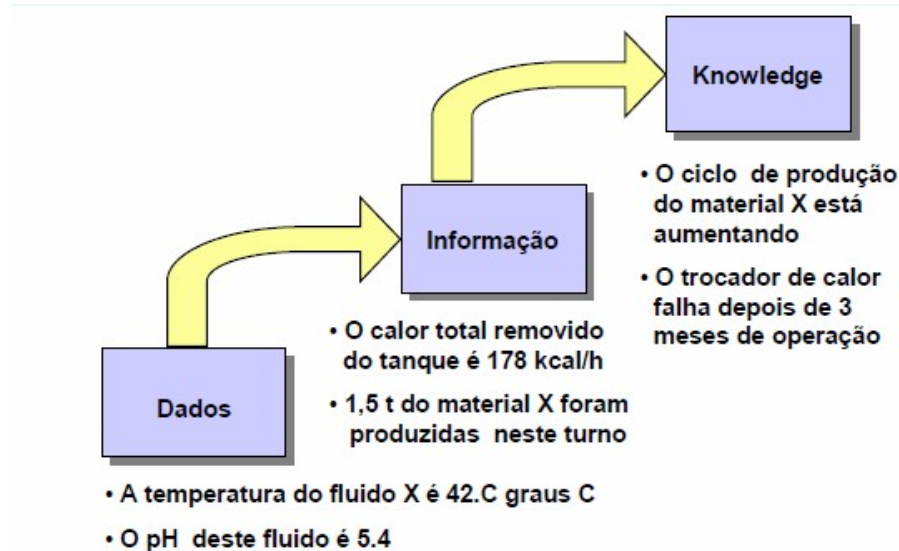 Knowledge
• O ciclo de produção
do material X está
aumentando
• O trocador de calor
falha depois de 3
meses de operação
Informação
• O calor total removido
do tanque é 178 kcal/h
• 1,5 t do material X foram
produzidas neste turno
Dados
• A temperatura do fluido X é 42.C graus C
• O pH deste fluido é 5.4